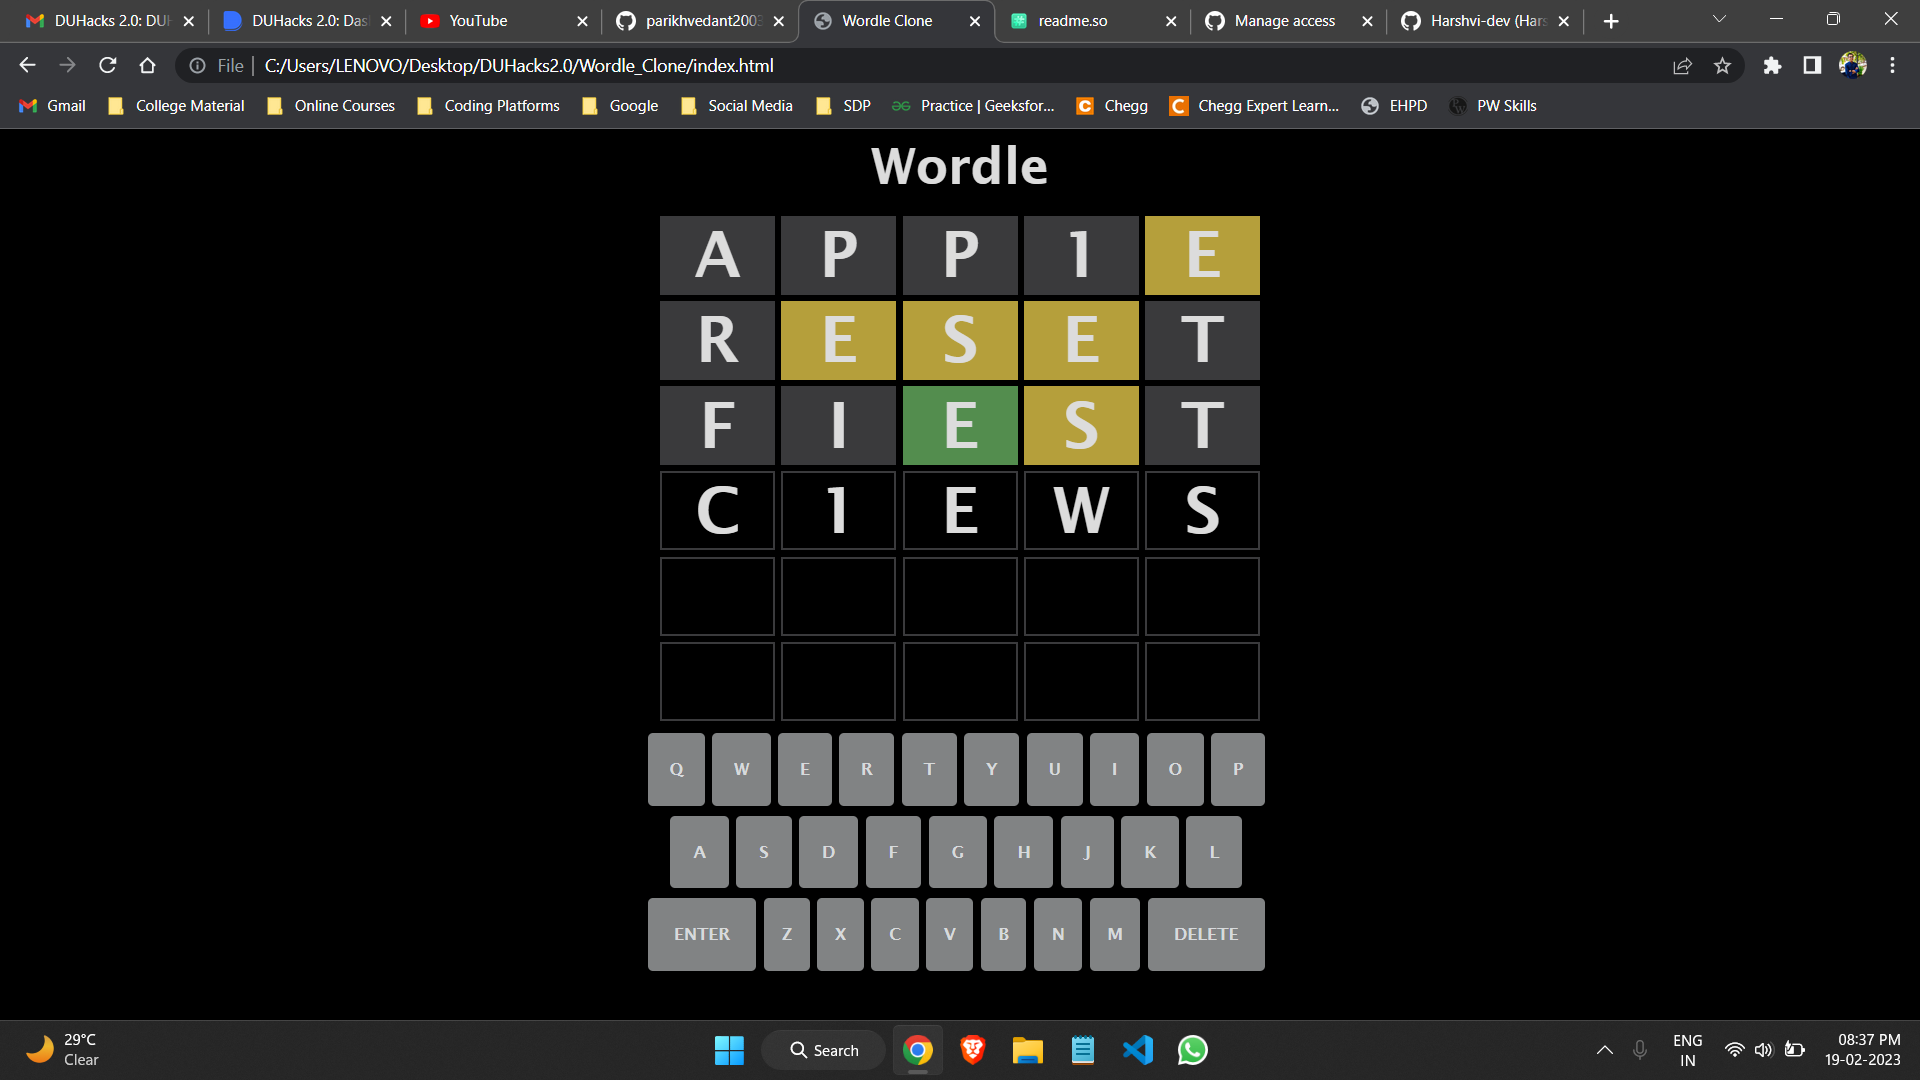 DUHacks 2.0: DUH
DUHacks 2.0: Das
YouTube
parikhvedant2003
Wordle Clone
readme.so
Manage access
Harshvi-dev (Hars
File
C:/Users/LENOVO/Desktop/DUHacks2.0/Wordle_Clone/index.html
Gmail
College Material
Online Courses
Coding Platforms
Google
Social Media
SDP
Practice | Geeksfor...
Chegg
Chegg Expert Learn...
EHPD
PW Skills
Wordle
A P P 1 E
R E S E T
F I E S T
C 1 E W S
Q W E R T Y U I O P
A S D F G H J K L
ENTER Z X C V B N M DELETE
29°C
Clear
Search
ENG
IN
08:37 PM
19-02-2023